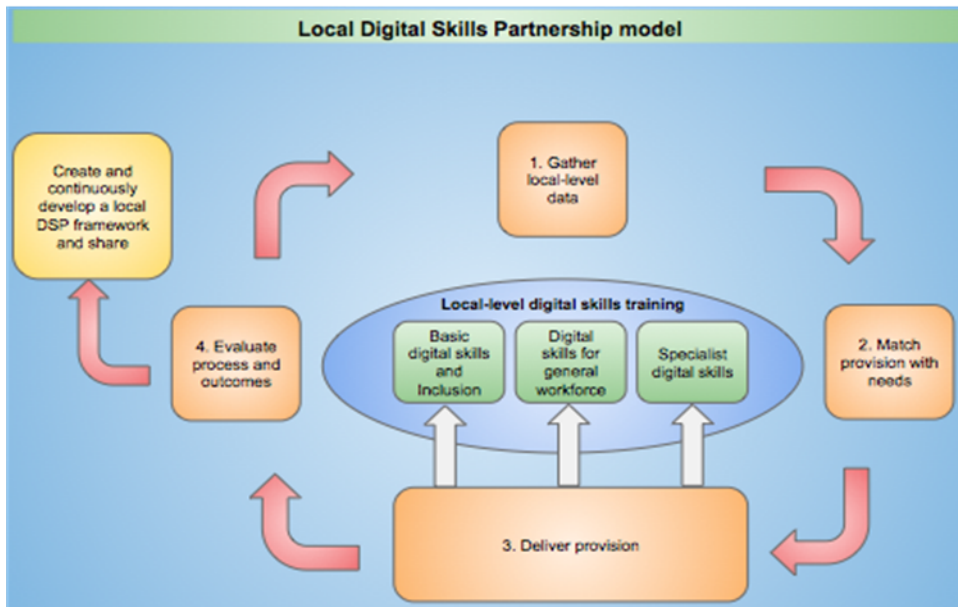 Local Digital Skills Partnership model
Create and
continuously
develop a local
DSP framework
and share
1. Gather
local-level
data
Local-level digital skills training
Basic
digital skills
and
Inclusion
Digital
skills for
general
workforce
Specialist
digital skills
4. Evaluate
process and
outcomes
2. Match
provision with
needs
3. Deliver provision